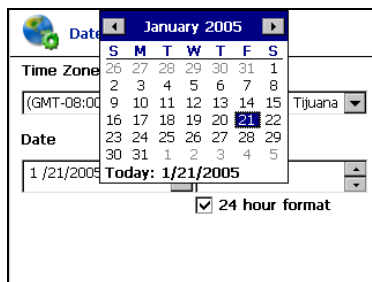 Date
January 2005
S M T W T F S
Time Zone
26 27 28 29 30 31 1
2 3 4 5 6 7 8
(GMT-08:00 9 10 11 12 13 14 15 Tijuana
16 17 18 19 20 21 22
Date
23 24 25 26 27 28 29
30 31 1 2 3 4 5
1 /21/2005
Today: 1/21/2005
24 hour format